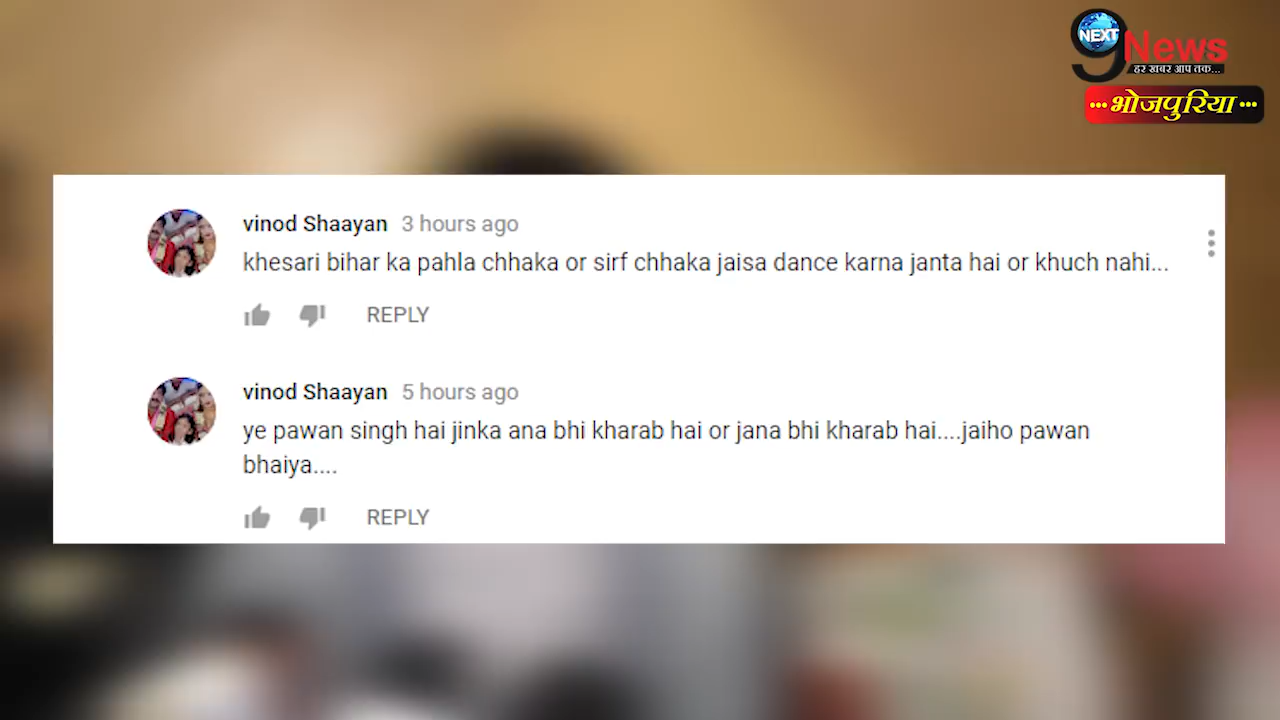 NEXT
9 News
हर खबर आप तक...
...भोजपुरिया...
vinod Shaayan 3 hours ago
khesari bihar ka pahla chhaka or sirf chhaka jaisa dance karna janta hai or khuch nahi...
REPLY
vinod Shaayan 5 hours ago
ye pawan singh hai jinka ana bhi kharab hai or jana bhi kharab hai....jaiho pawan
bhaiya....
REPLY